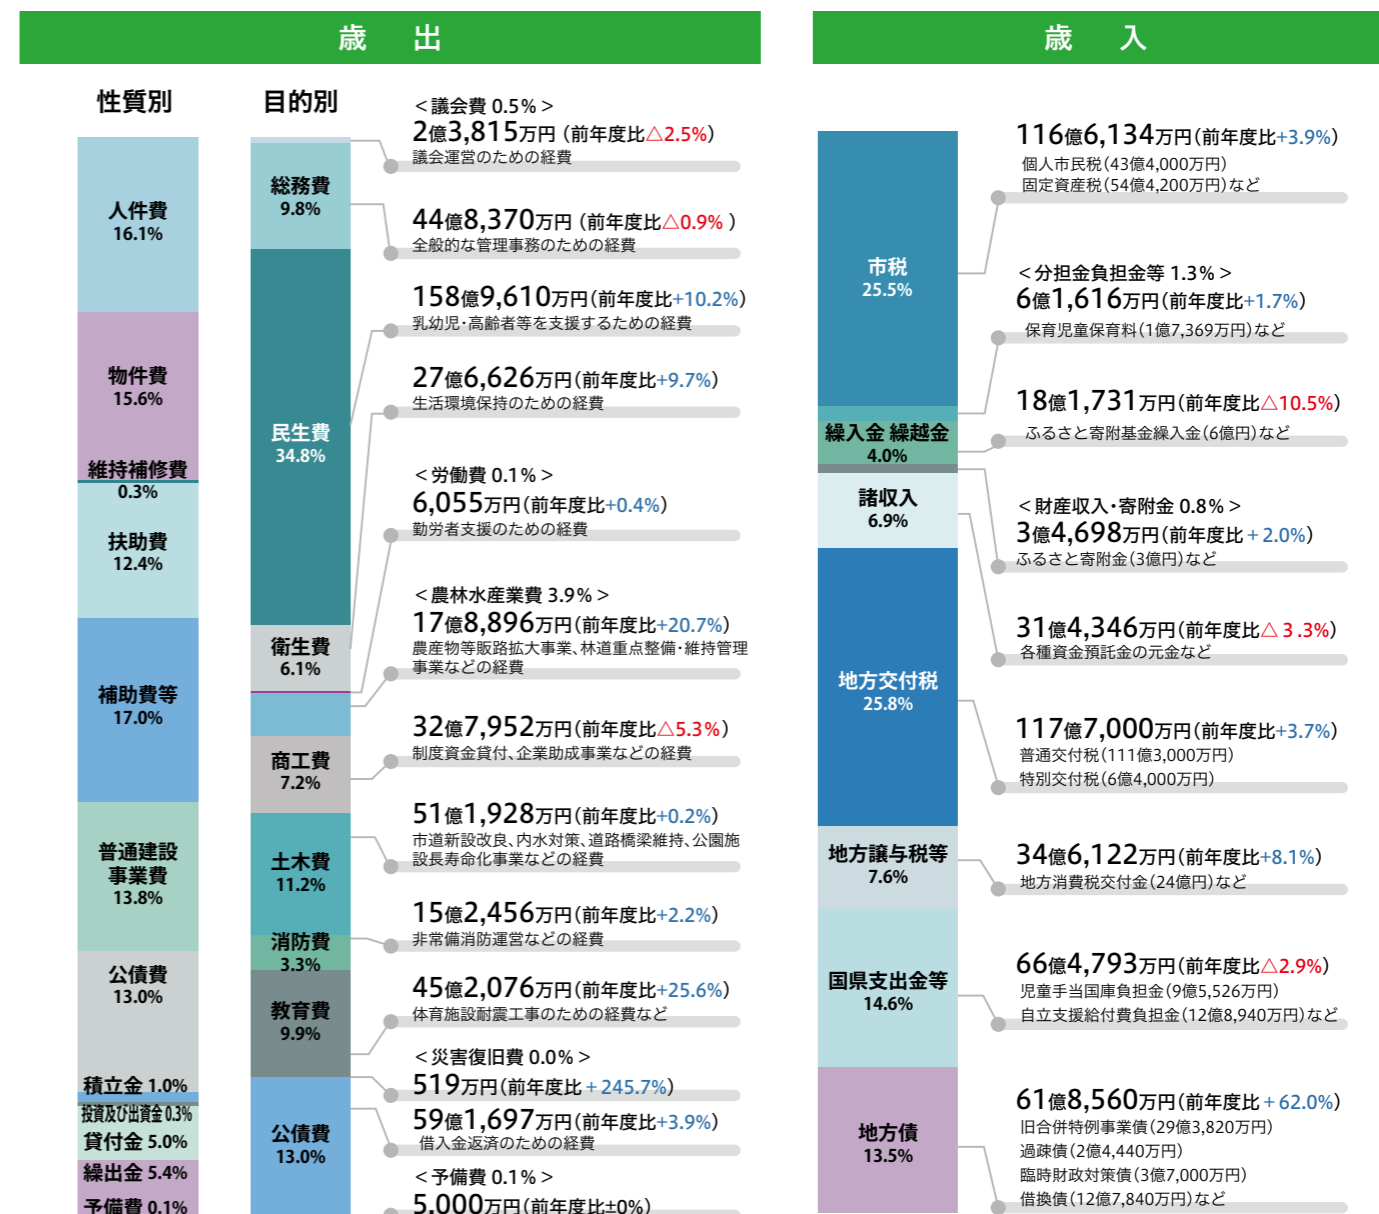 歳 出
性質別
人件費
16.1%
物件費
15.6%
維持補修費
0.3%
扶助費
12.4%
補助費等
17.0%
普通建設
事業費
13.8%
公債費
13.0%
積立金 1.0%
投資及び出資金 0.3%
貸付金 5.0%
繰出金 5.4%
予備費 0.1%
目的別
総務費
9.8%
民生費
34.8%
衛生費
6.1%
商工費
7.2%
土木費
11.2%
消防費
3.3%
教育費
9.9%
公債費
13.0%
＜議会費 0.5%＞
2億3,815万円（前年度比△2.5%）
議会運営のための経費
44億8,370万円（前年度比△0.9% ）
全般的な管理事務のための経費
158億9,610万円（前年度比+10.2%）
乳幼児・高齢者等を支援するための経費
27億6,626万円（前年度比+9.7%）
生活環境保持のための経費
＜労働費 0.1%＞
6,055万円（前年度比+0.4%）
勤労者支援のための経費
＜農林水産業費 3.9%＞
17億8,896万円（前年度比+20.7%）
農産物等販路拡大事業、林道重点整備・維持管理
事業などの経費
32億7,952万円（前年度比△5.3%）
制度資金貸付、企業助成事業などの経費
51億1,928万円（前年度比+0.2%）
市道新設改良、内水対策、道路橋梁維持、公園施
設長寿命化事業などの経費
15億2,456万円（前年度比+2.2%）
非常備消防運営などの経費
45億2,076万円（前年度比+25.6%）
体育施設耐震工事のための経費など
＜災害復旧費 0.0%＞
519万円（前年度比＋245.7%）
59億1,697万円（前年度比+3.9%）
借入金返済のための経費
＜予備費 0.1%＞
5,000万円（前年度比±0%）
歳 入
市税
25.5%
繰入金 繰越金
4.0%
諸収入
6.9%
地方交付税
25.8%
地方譲与税等
7.6%
国県支出金等
14.6%
地方債
13.5%
116億6,134万円（前年度比+3.9%）
個人市民税（43億4,000万円）
固定資産税（54億4,200万円）など
＜分担金負担金等 1.3%＞
6億1,616万円（前年度比+1.7%）
保育児童保育料（1億7,369万円）など
18億1,731万円（前年度比△10.5%）
ふるさと寄附基金繰入金（6億円）など
＜財産収入・寄附金 0.8%＞
3億4,698万円（前年度比＋2.0%）
ふるさと寄附金（3億円）など
31億4,346万円（前年度比△３.3%）
各種資金預託金の元金など
117億7,000万円（前年度比+3.7%）
普通交付税（111億3,000万円）
特別交付税（6億4,000万円）
34億6,122万円（前年度比+8.1%）
地方消費税交付金（24億円）など
66億4,793万円（前年度比△2.9%）
児童手当国庫負担金（9億5,526万円）
自立支援給付費負担金（12億8,940万円）など
61億8,560万円（前年度比＋62.0%）
旧合併特例事業債（29億3,820万円）
過疎債（2億4,440万円）
臨時財政対策債（3億7,000万円）
借換債（12億7,840万円）など